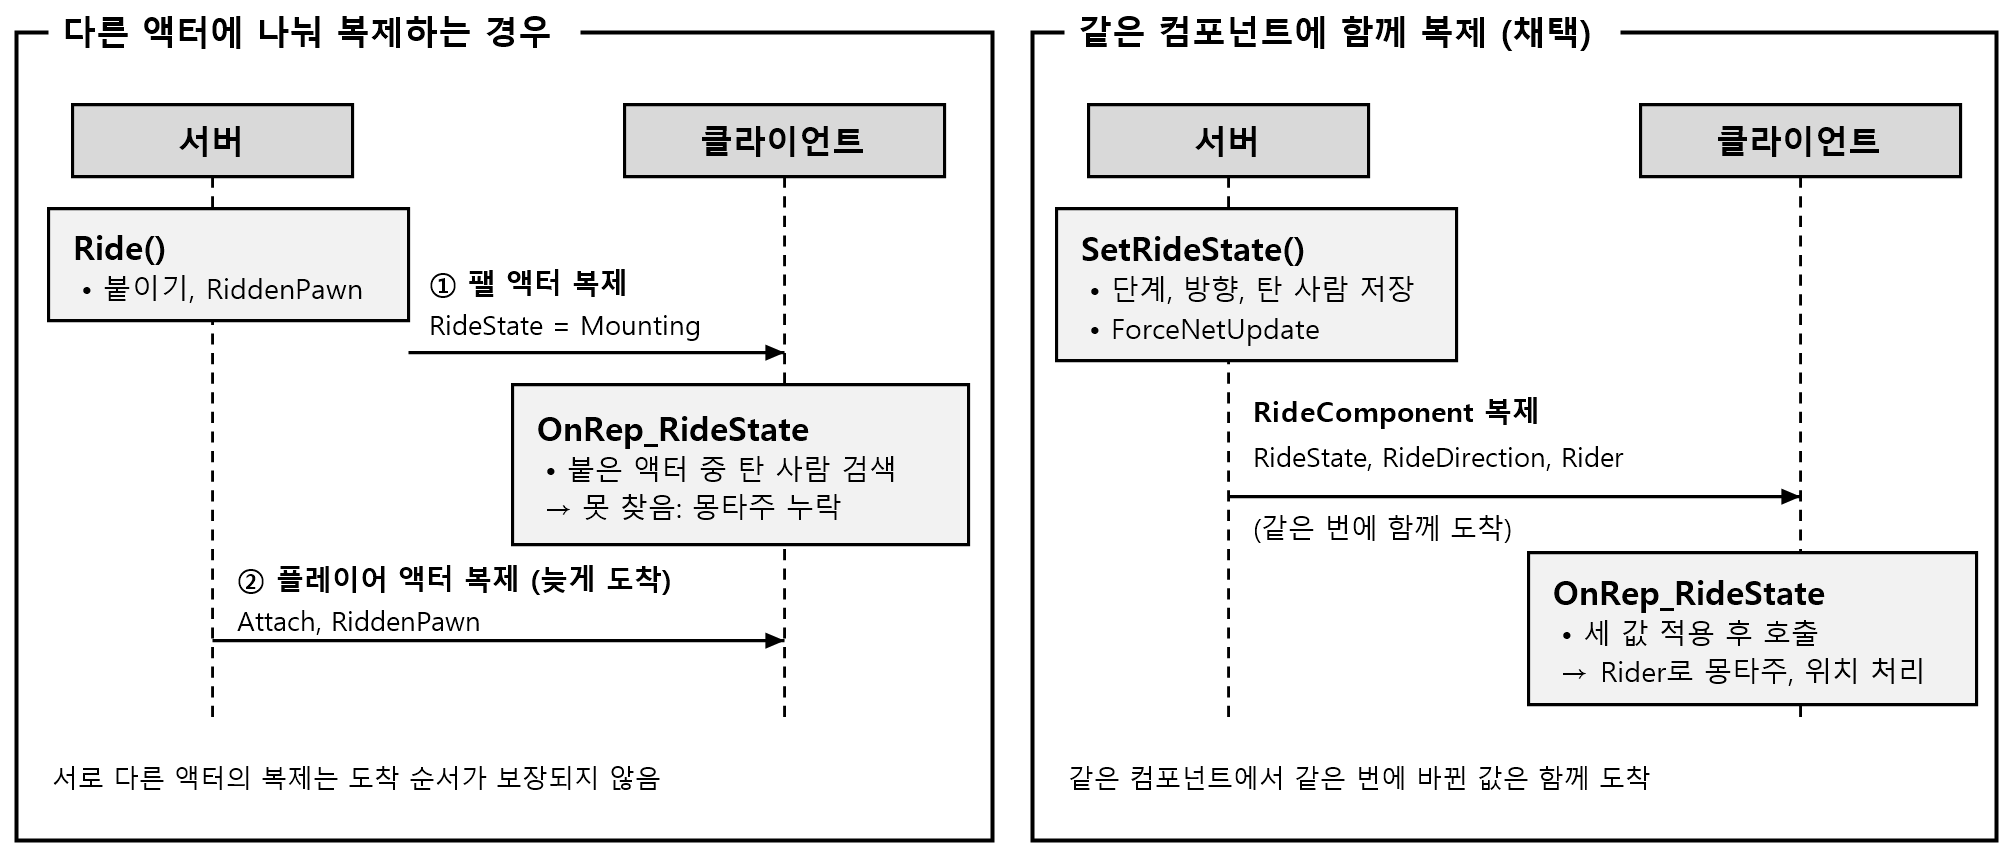 다른 액터에 나눠 복제하는 경우
서버
클라이언트
Ride()
• 붙이기, RiddenPawn
① 팰 액터 복제
RideState = Mounting
OnRep_RideState
• 붙은 액터 중 탄 사람 검색
→ 못 찾음: 몽타주 누락
② 플레이어 액터 복제 (늦게 도착)
Attach, RiddenPawn
서로 다른 액터의 복제는 도착 순서가 보장되지 않음
같은 컴포넌트에 함께 복제 (채택)
서버
클라이언트
SetRideState()
• 단계, 방향, 탄 사람 저장
• ForceNetUpdate
RideComponent 복제
RideState, RideDirection, Rider
(같은 번에 함께 도착)
OnRep_RideState
• 세 값 적용 후 호출
→ Rider로 몽타주, 위치 처리
같은 컴포넌트에서 같은 번에 바뀐 값은 함께 도착